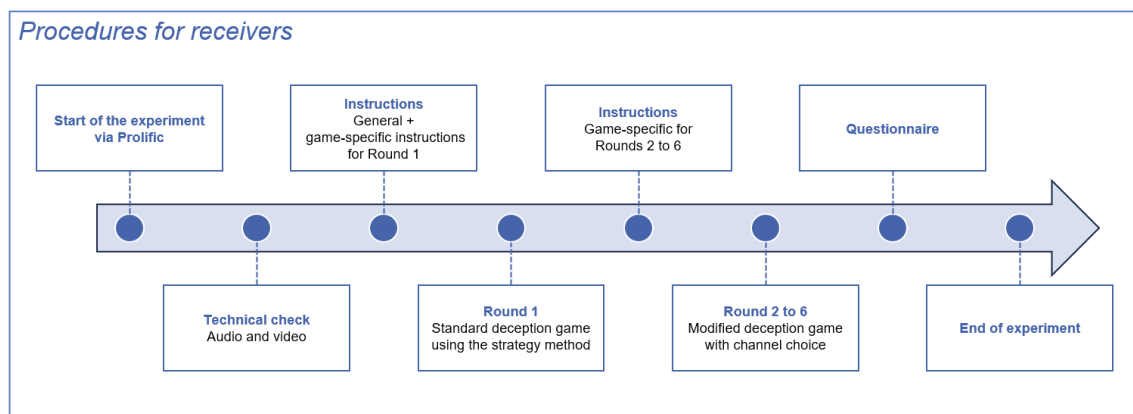 Procedures for receivers
Start of the experiment
via Prolific
Instructions
General +
game-specific instructions
for Round 1
Instructions
Game-specific for
Rounds 2 to 6
Questionnaire
Technical check
Audio and video
Round 1
Standard deception game
using the strategy method
Round 2 to 6
Modified deception game
with channel choice
End of experiment